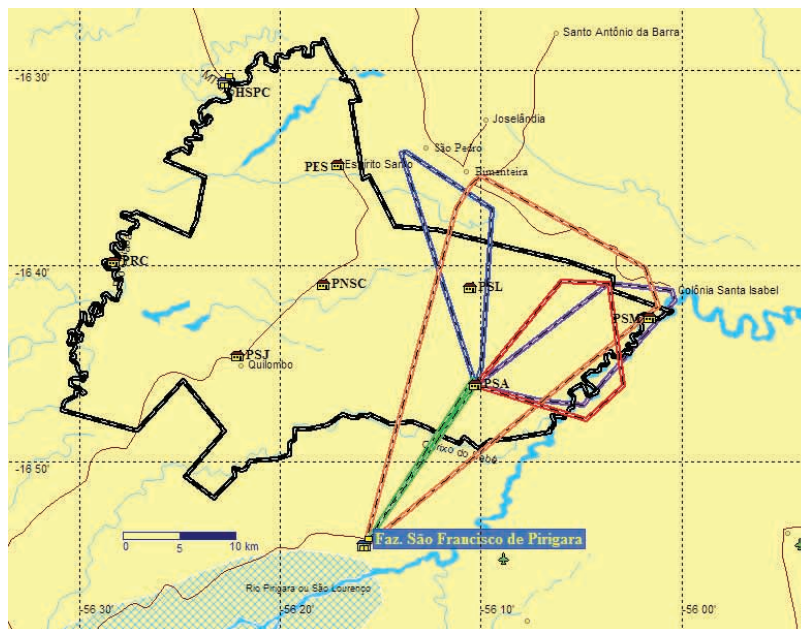 Santo Antônio da Barra
-16 30'
HSPC
Joselândia
São Pedro
PES
Espírito Santo
Pimenteira
-16 40'
PRC
PNSC
PSL
Colônia Santa Isabel
PSM
PSJ
Quilombo
PSA
-16 50'
Faz. São Francisco de Pirigara
0 5 10 km
Rio Pirigara ou São Lourenço
-56 30' -56 20' -56 10' -56 00'